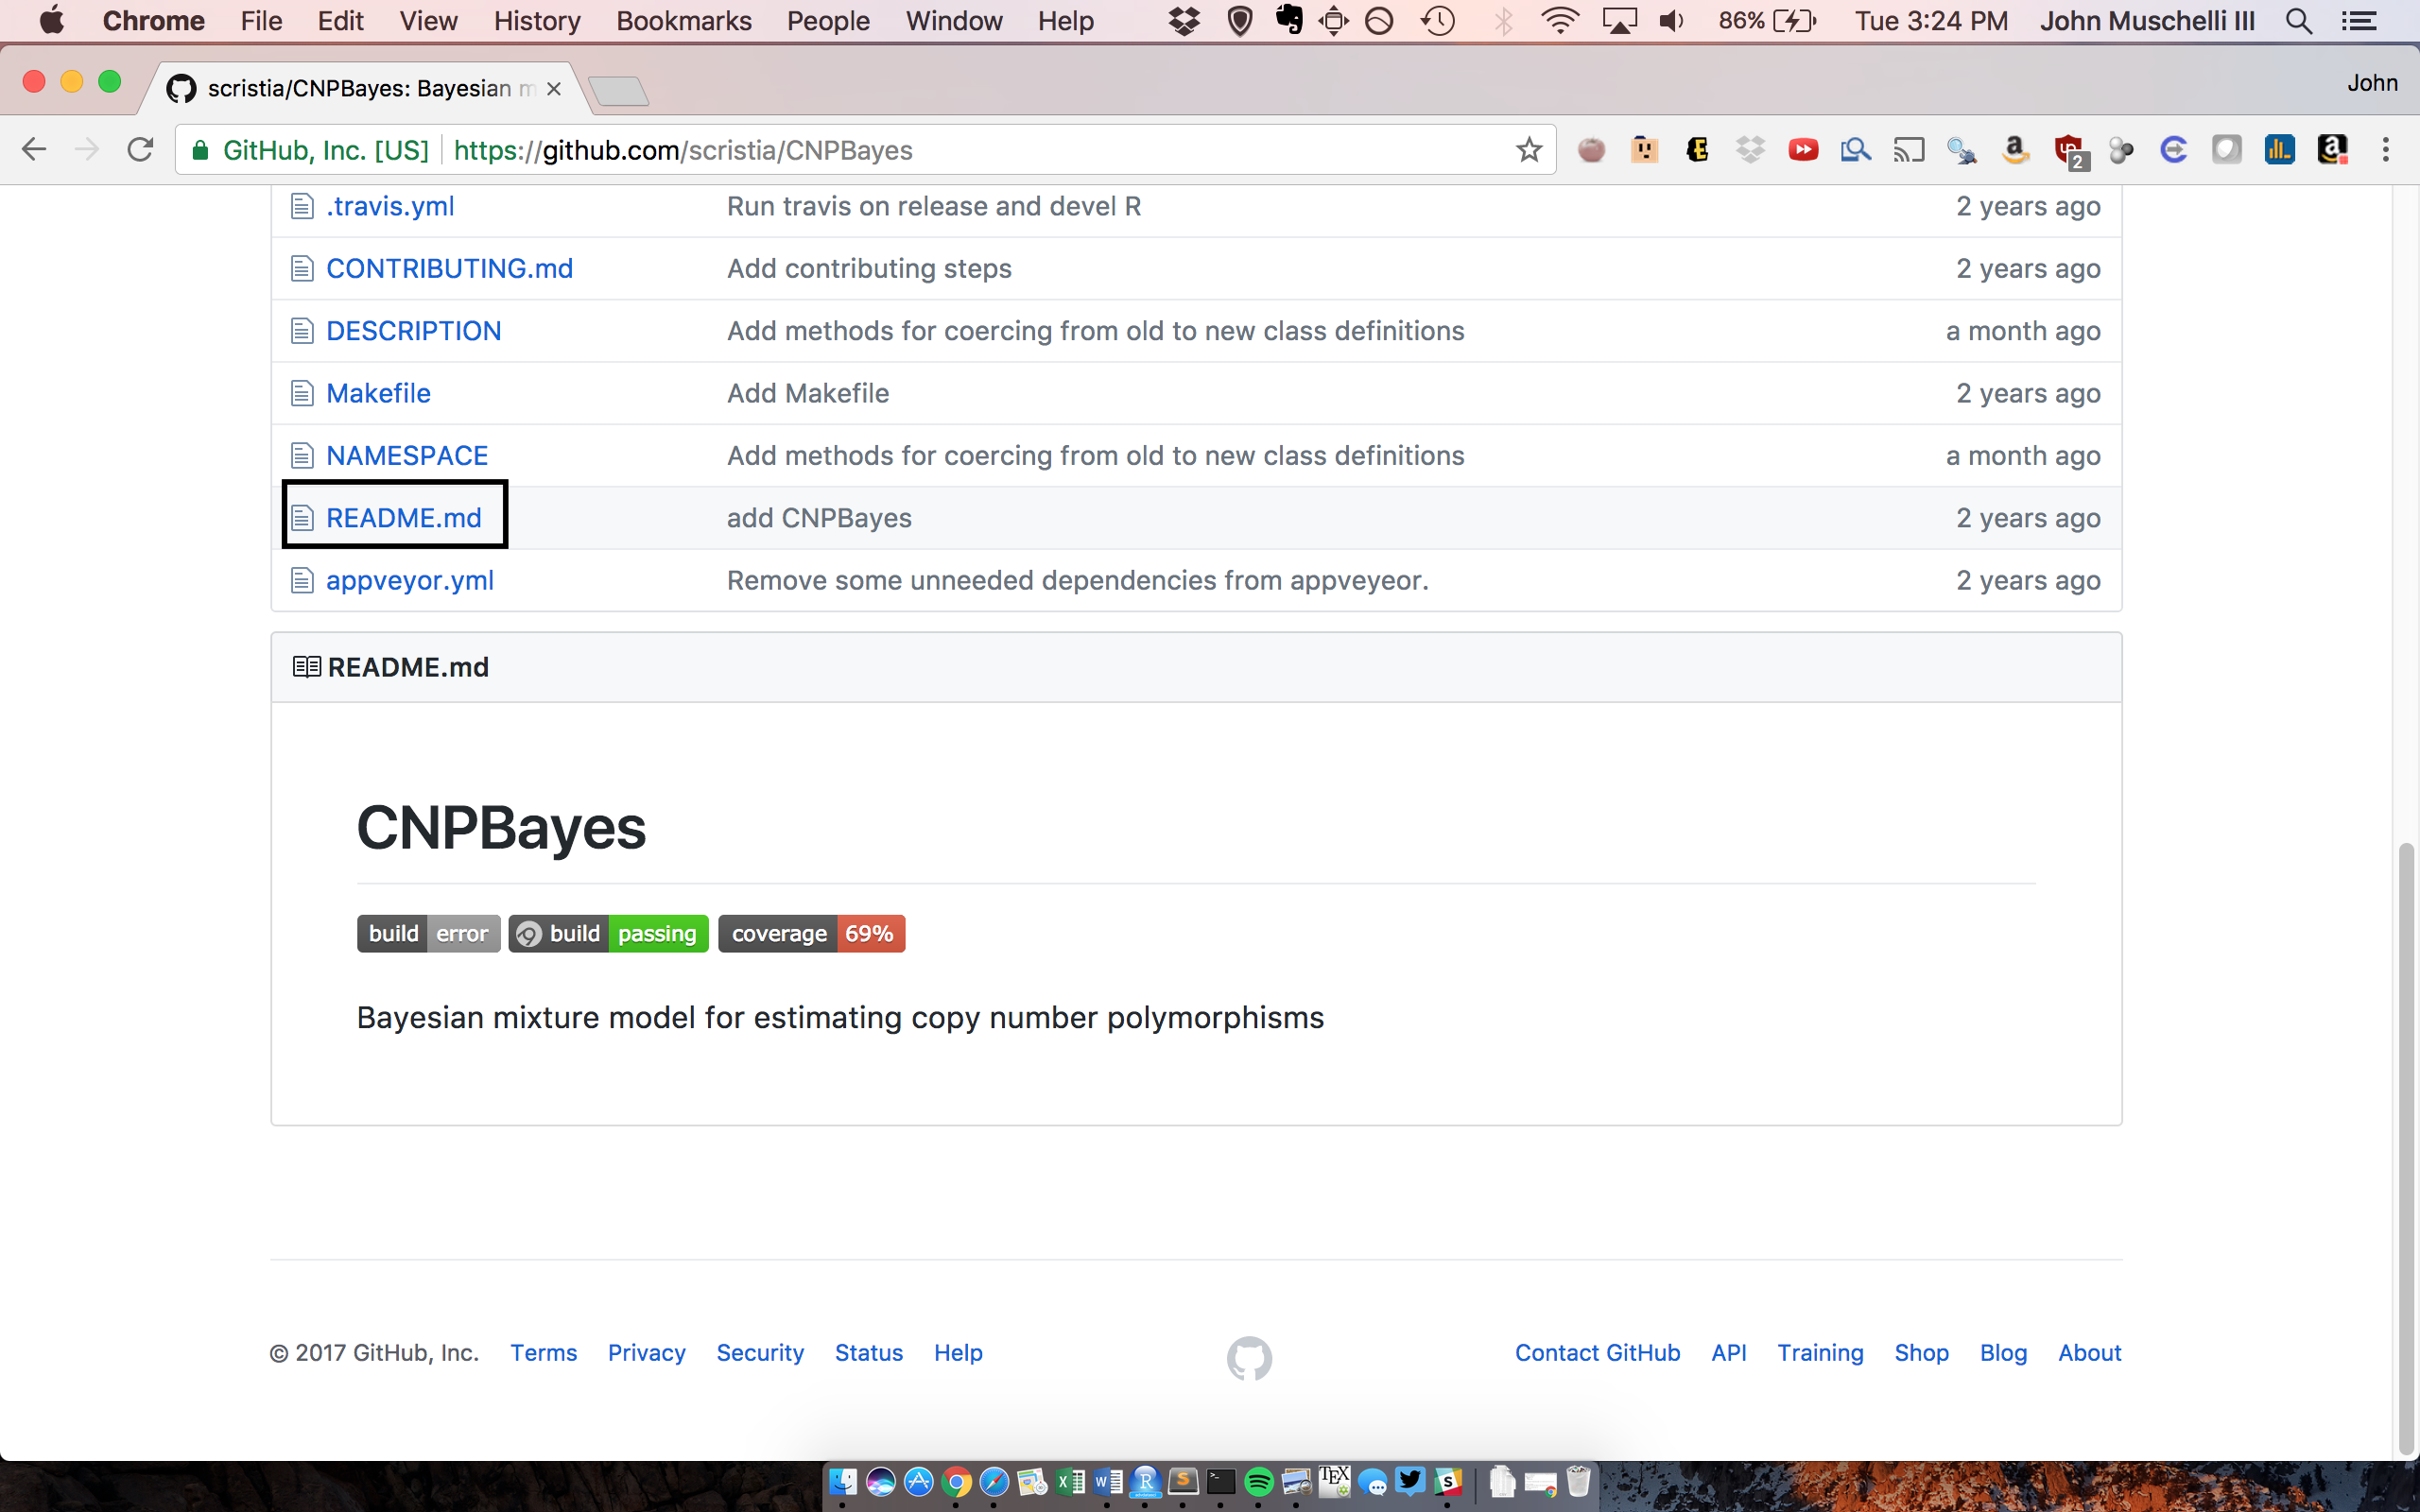 Chrome File Edit View History Bookmarks People Window Help 86% Tue 3:24 PM John Muschelli III
scristia/CNPBayes: Bayesian m John
GitHub, Inc. [US] https://github.com/scristia/CNPBayes 2
.travis.yml Run travis on release and devel R 2 years ago
CONTRIBUTING.md Add contributing steps 2 years ago
DESCRIPTION Add methods for coercing from old to new class definitions a month ago
Makefile Add Makefile 2 years ago
NAMESPACE Add methods for coercing from old to new class definitions a month ago
README.md add CNPBayes 2 years ago
appveyor.yml Remove some unneeded dependencies from appveyeor. 2 years ago
README.md
CNPBayes
build error build passing coverage 69%
Bayesian mixture model for estimating copy number polymorphisms
© 2017 GitHub, Inc. Terms Privacy Security Status Help Contact GitHub API Training Shop Blog About